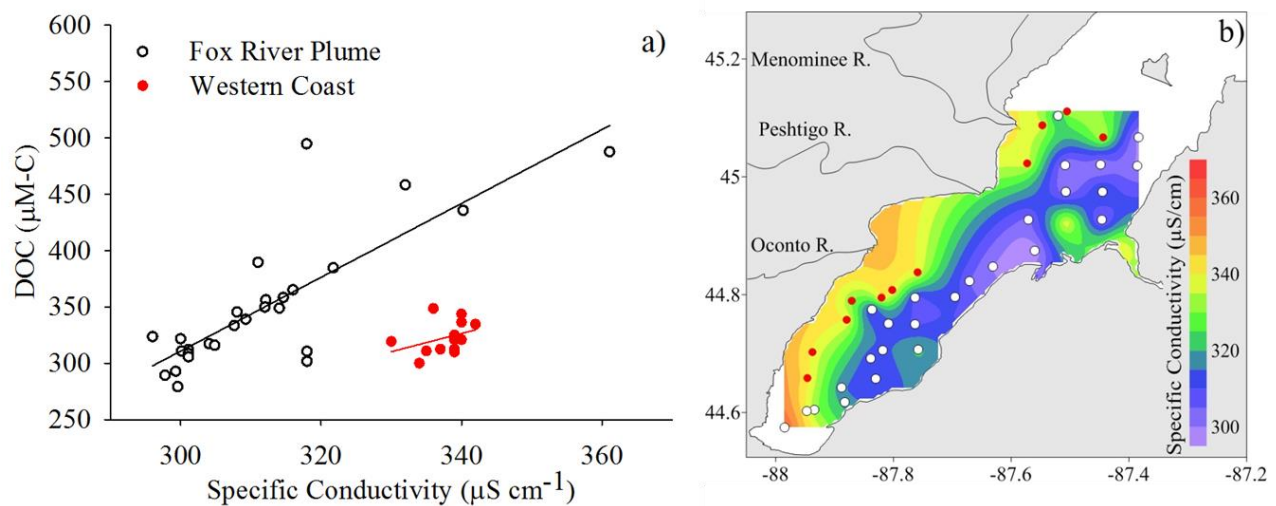 600
550
500
450
400
350
300
250
DOC (μM-C)
Fox River Plume
Western Coast
a)
300 320 340 360
Specific Conductivity (μS cm-1)
b)
45.2
45
44.8
44.6
Menominee R.
Peshtigo R.
Oconto R.
-88 -87.8 -87.6 -87.4 -87.2
Specific Conductivity (μS/cm)
360
340
320
300